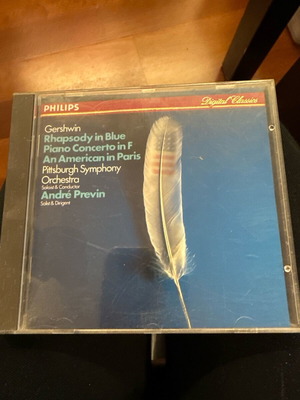 PHILIPS
Digital Classics
Gershwin
Rhapsody in Blue
Piano Concerto in F
An American in Paris
Pittsburgh Symphony
Orchestra
Soloist & Conductor
André Previn
Solist & Dirigent